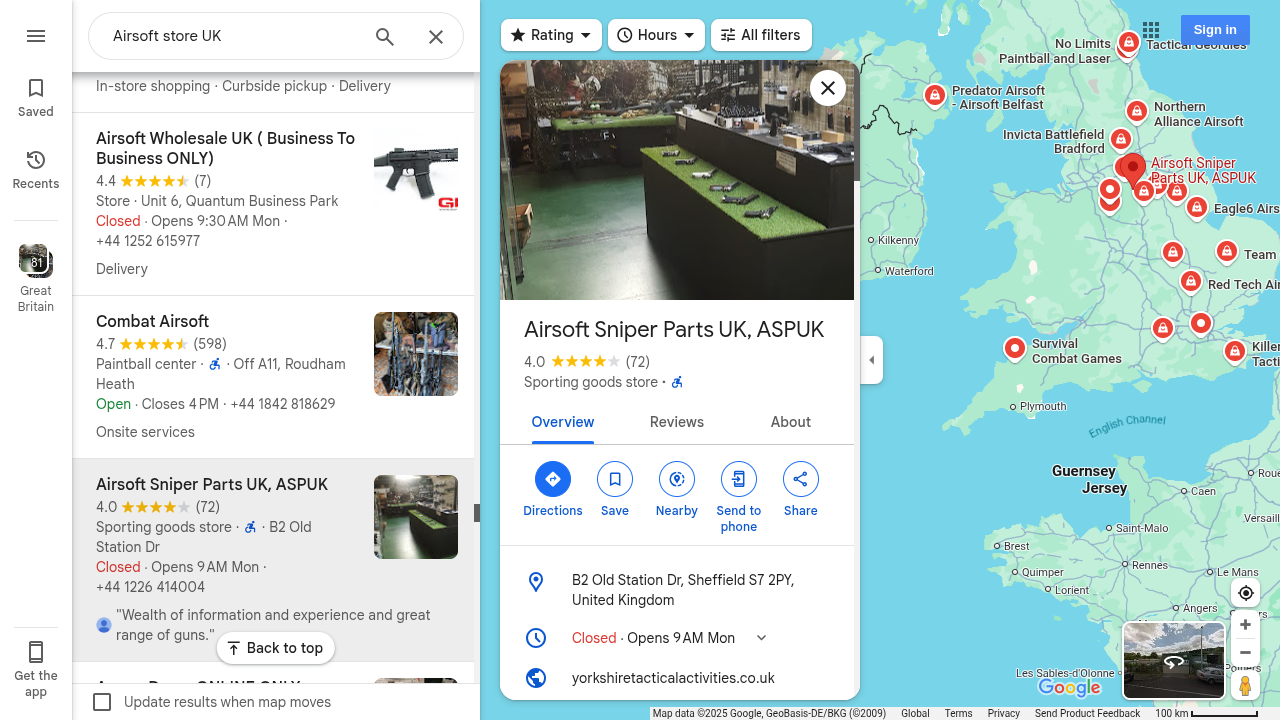 Airsoft store UK
Saved
Recents
81
Great
Britain
Get the
app
In-store shopping · Curbside pickup · Delivery
Airsoft Wholesale UK ( Business To
Business ONLY)
4.4 (7)
Store · Unit 6, Quantum Business Park
Closed · Opens 9:30 AM Mon ·
+44 1252 615977
Delivery
Combat Airsoft
4.7 (598)
Paintball center · · Off A11, Roudham
Heath
Open · Closes 4 PM · +44 1842 818629
Onsite services
Airsoft Sniper Parts UK, ASPUK
4.0 (72)
Sporting goods store · · B2 Old
Station Dr
Closed · Opens 9 AM Mon ·
+44 1226 414004
"Wealth of information and experience and great
range of guns."
Back to top
Update results when map moves
Rating
Hours
All filters
Sign in
Airsoft Sniper Parts UK, ASPUK
4.0 (72)
Sporting goods store ·
Overview
Reviews
About
Directions
Save
Nearby
Send to
phone
Share
B2 Old Station Dr, Sheffield S7 2PY,
United Kingdom
Closed · Opens 9 AM Mon
yorkshiretacticalactivities.co.uk
No Limits
Paintball and Laser
Tactical Geordies
Predator Airsoft
- Airsoft Belfast
Northern
Alliance Airsoft
Invicta Battlefield
Bradford
Airsoft Sniper
Parts UK, ASPUK
Eagle6 Airs
Kilkenny
Waterford
Team
Red Tech Air
Survival
Combat Games
Killer
Tacti
Plymouth
English Channel
Guernsey
Jersey
Caen
Roue
Saint-Malo
Versaill
Brest
Quimper
Rennes
Le Mans
Lorient
Angers
Les Sables-d'Olonne
Poitiers
Google
Map data ©2025 Google, GeoBasis-DE/BKG (©2009)
Global
Terms
Privacy
Send Product Feedback
100 km